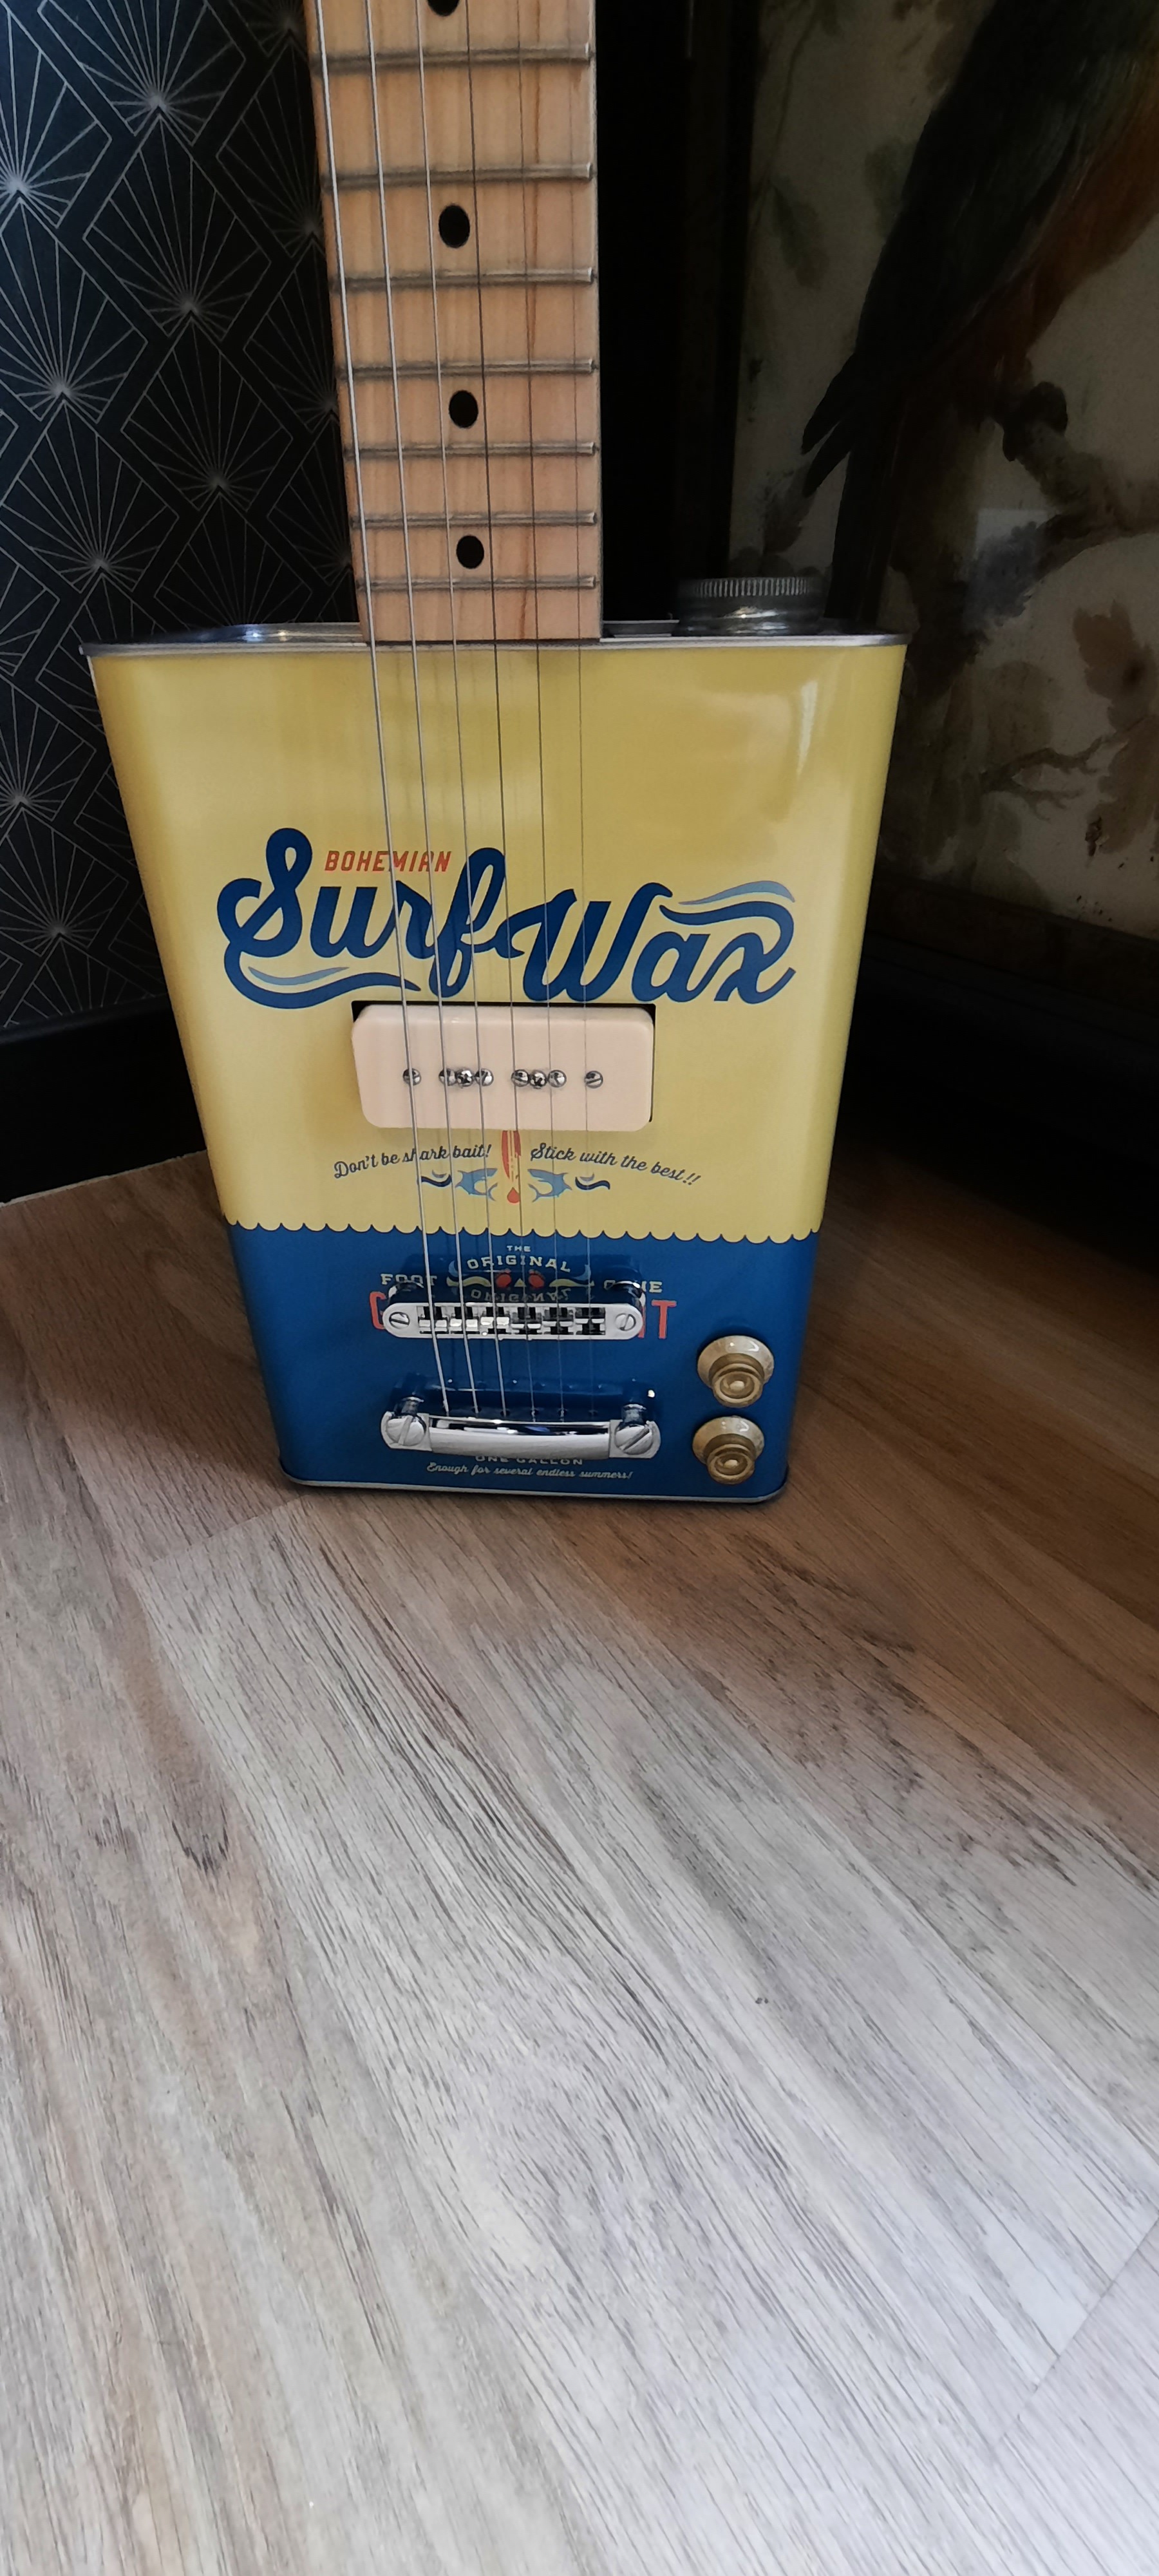 BOHEMIAN
Surf Wax
Don't be shark bait! Stick with the best!!
THE
ORIGINAL
FOOT
ONE GALLON
Enough for several endless summers!